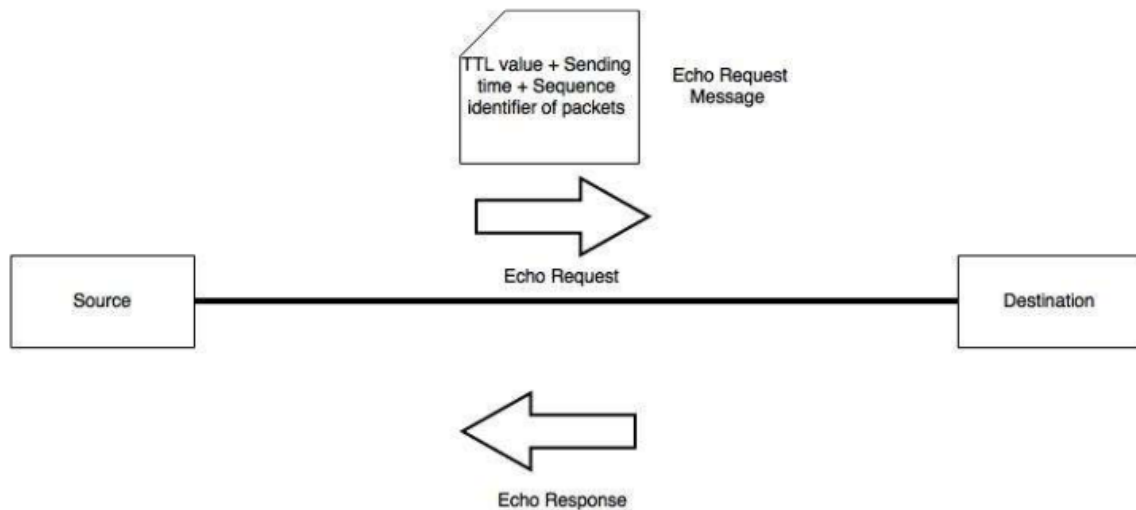 TTL value + Sending
time + Sequence
identifier of packets
Echo Request
Message
Echo Request
Source
Destination
Echo Response